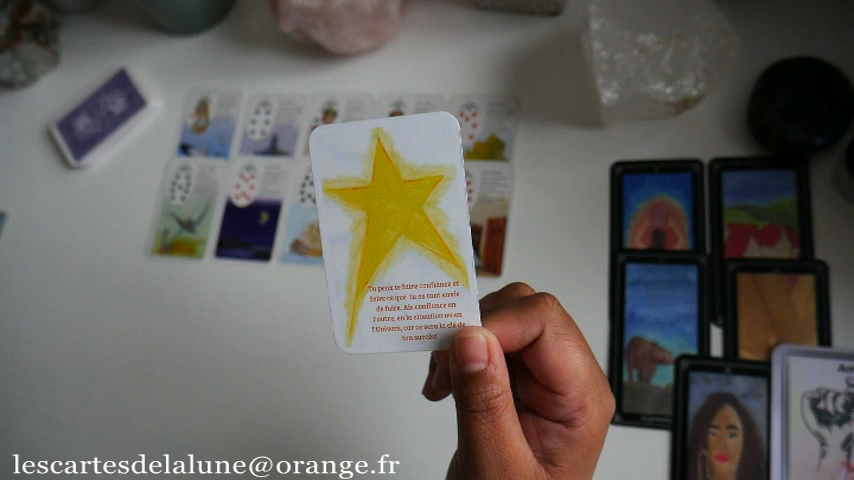 Tu peux te faire confiance et
faire ce que tu as tant envie
de faire. Aie confiance en
l'autre, en la situation ou en
l'Univers, car ce sera la clé de
ton succès!
lescartesdelalune@orange.fr